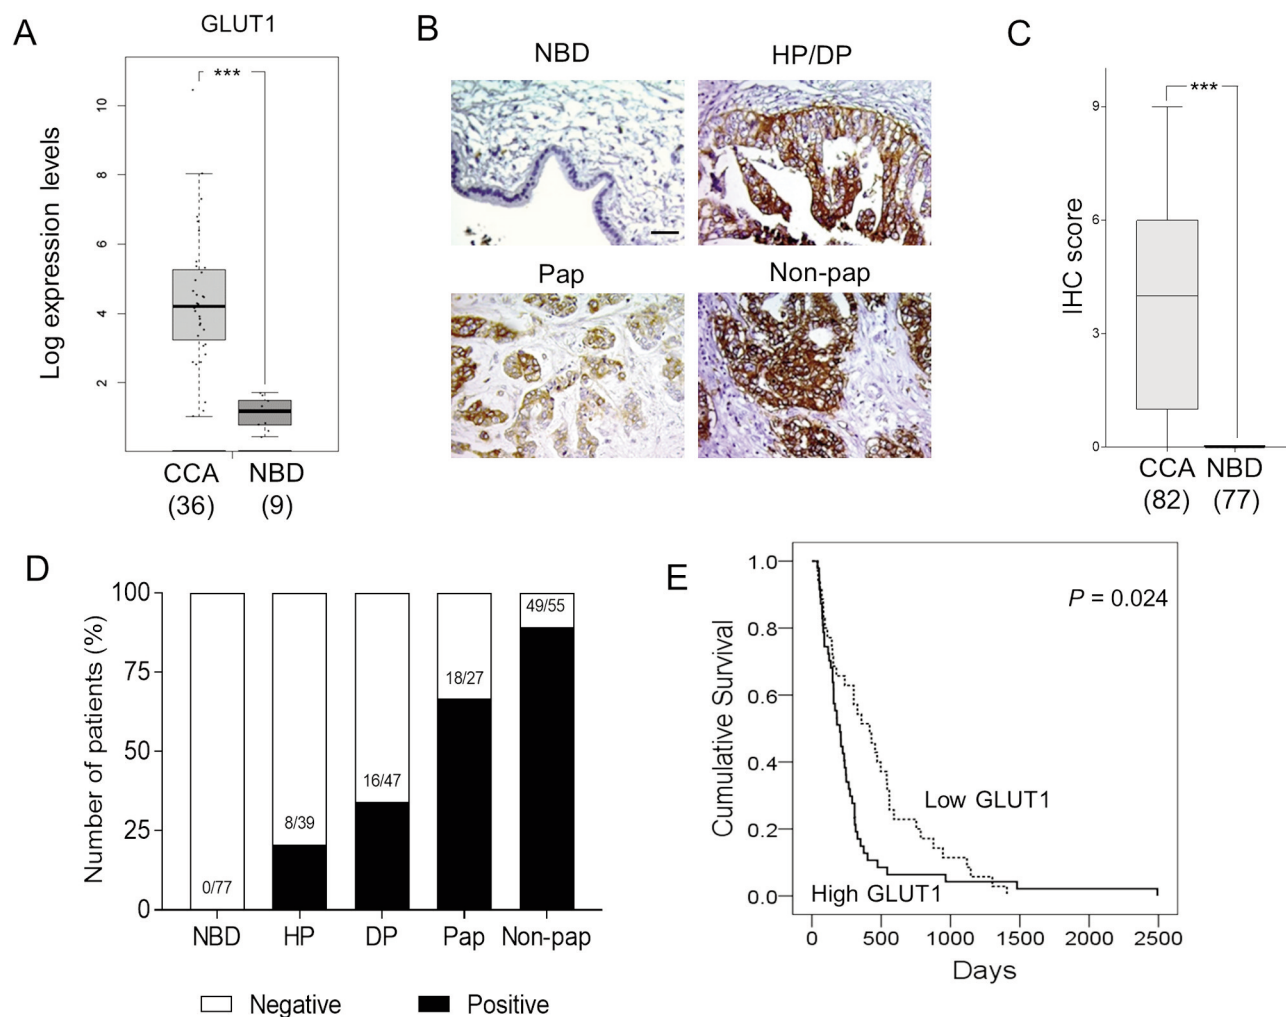 A
GLUT1
***
Log expression levels
10
8
6
4
2
CCA
(36)
NBD
(9)
B
NBD
HP/DP
Pap
Non-pap
C
***
IHC score
9
6
3
0
CCA
(82)
NBD
(77)
D
Number of patients (%)
100
75
50
25
0
0/77
8/39
16/47
18/27
49/55
NBD
HP
DP
Pap
Non-pap
Negative
Positive
E
P = 0.024
Cumulative Survival
1.0
0.8
0.6
0.4
0.2
0.0
Low GLUT1
High GLUT1
0
500
1000
1500
2000
2500
Days